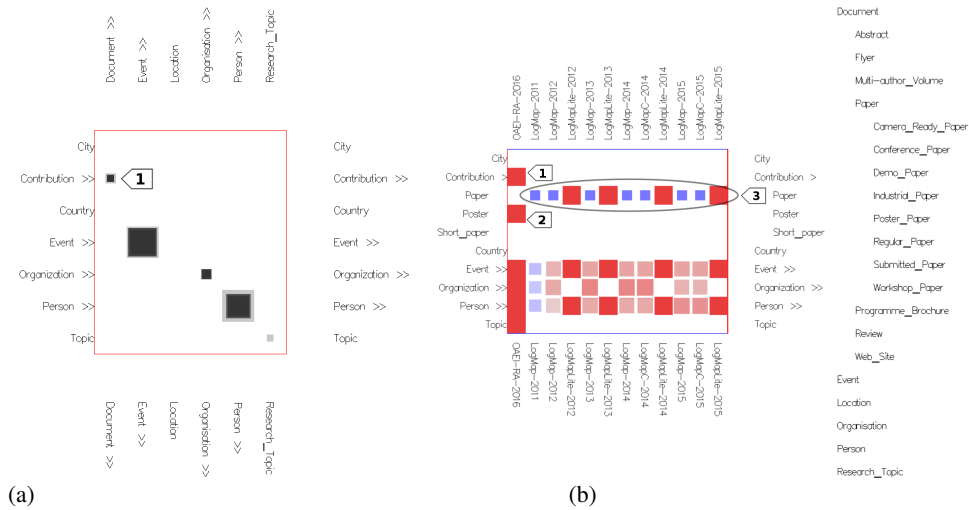 Document >>
Event >>
Location
Organisation >>
Person >>
Research_Topic
City
Contribution >>
Country
Event >>
Organization >>
Person >>
Topic
1
City
Contribution >>
Country
Event >>
Organization >>
Person >>
Topic
Document >>
Event >>
Location
Organisation >>
Person >>
Research_Topic
(a)
OAEI-RA-2016
LogMap-2011
LogMap-2012
LogMapLite-2012
LogMap-2013
LogMapLite-2013
LogMap-2014
LogMapC-2014
LogMapLite-2014
LogMap-2015
LogMapC-2015
LogMapLite-2015
City
Contribution >
Paper
Poster
Short_paper
Country
Event >>
Organization >>
Person >>
Topic
1
2
3
City
Contribution >
Paper
Poster
Short_paper
Country
Event >>
Organization >>
Person >>
Topic
OAEI-RA-2016
LogMap-2011
LogMap-2012
LogMapLite-2012
LogMap-2013
LogMapLite-2013
LogMap-2014
LogMapC-2014
LogMapLite-2014
LogMap-2015
LogMapC-2015
LogMapLite-2015
(b)
Document
Abstract
Flyer
Multi-author_Volume
Paper
Camera_Ready_Paper
Conference_Paper
Demo_Paper
Industrial_Paper
Poster_Paper
Regular_Paper
Submitted_Paper
Workshop_Paper
Programme_Brochure
Review
Web_Site
Event
Location
Organisation
Person
Research_Topic